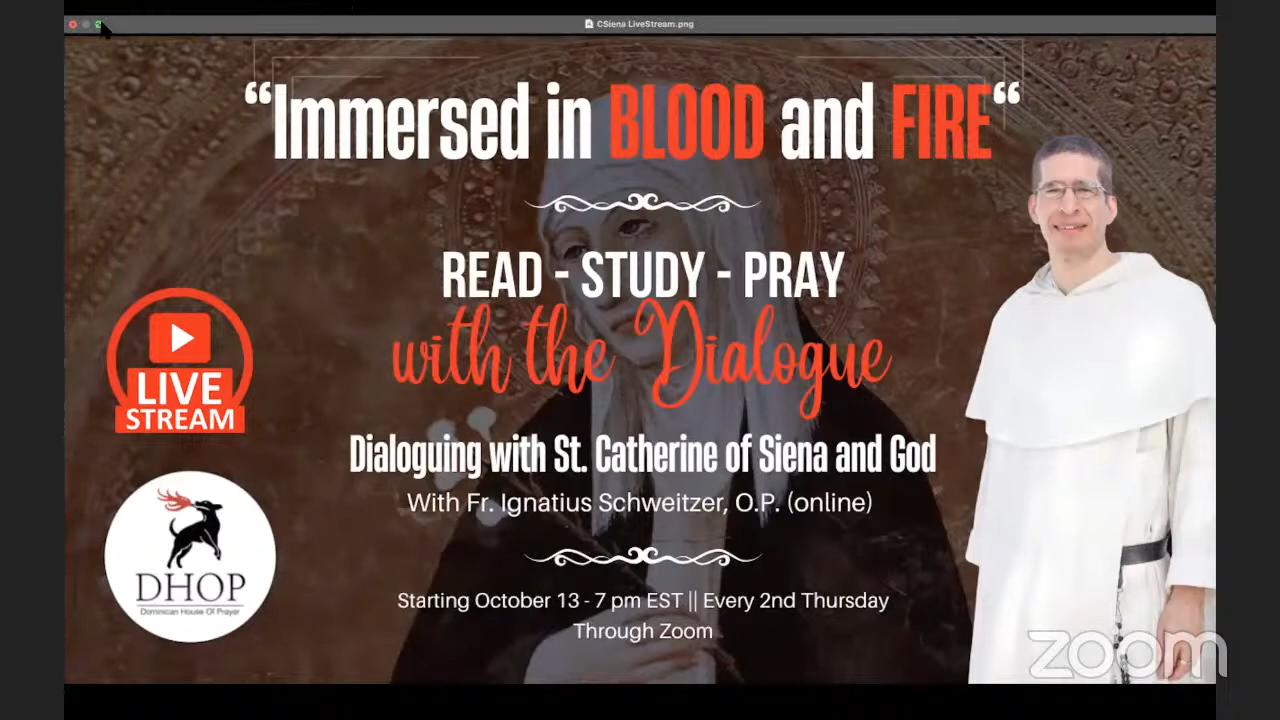 CSiena LiveStream.png
“Immersed in BLOOD and FIRE“
READ - STUDY - PRAY
with the Dialogue
LIVE
STREAM
Dialoguing with St. Catherine of Siena and God
With Fr. Ignatius Schweitzer, O.P. (online)
DHOP
Dominican House Of Prayer
Starting October 13 - 7 pm EST || Every 2nd Thursday
Through Zoom
zoom